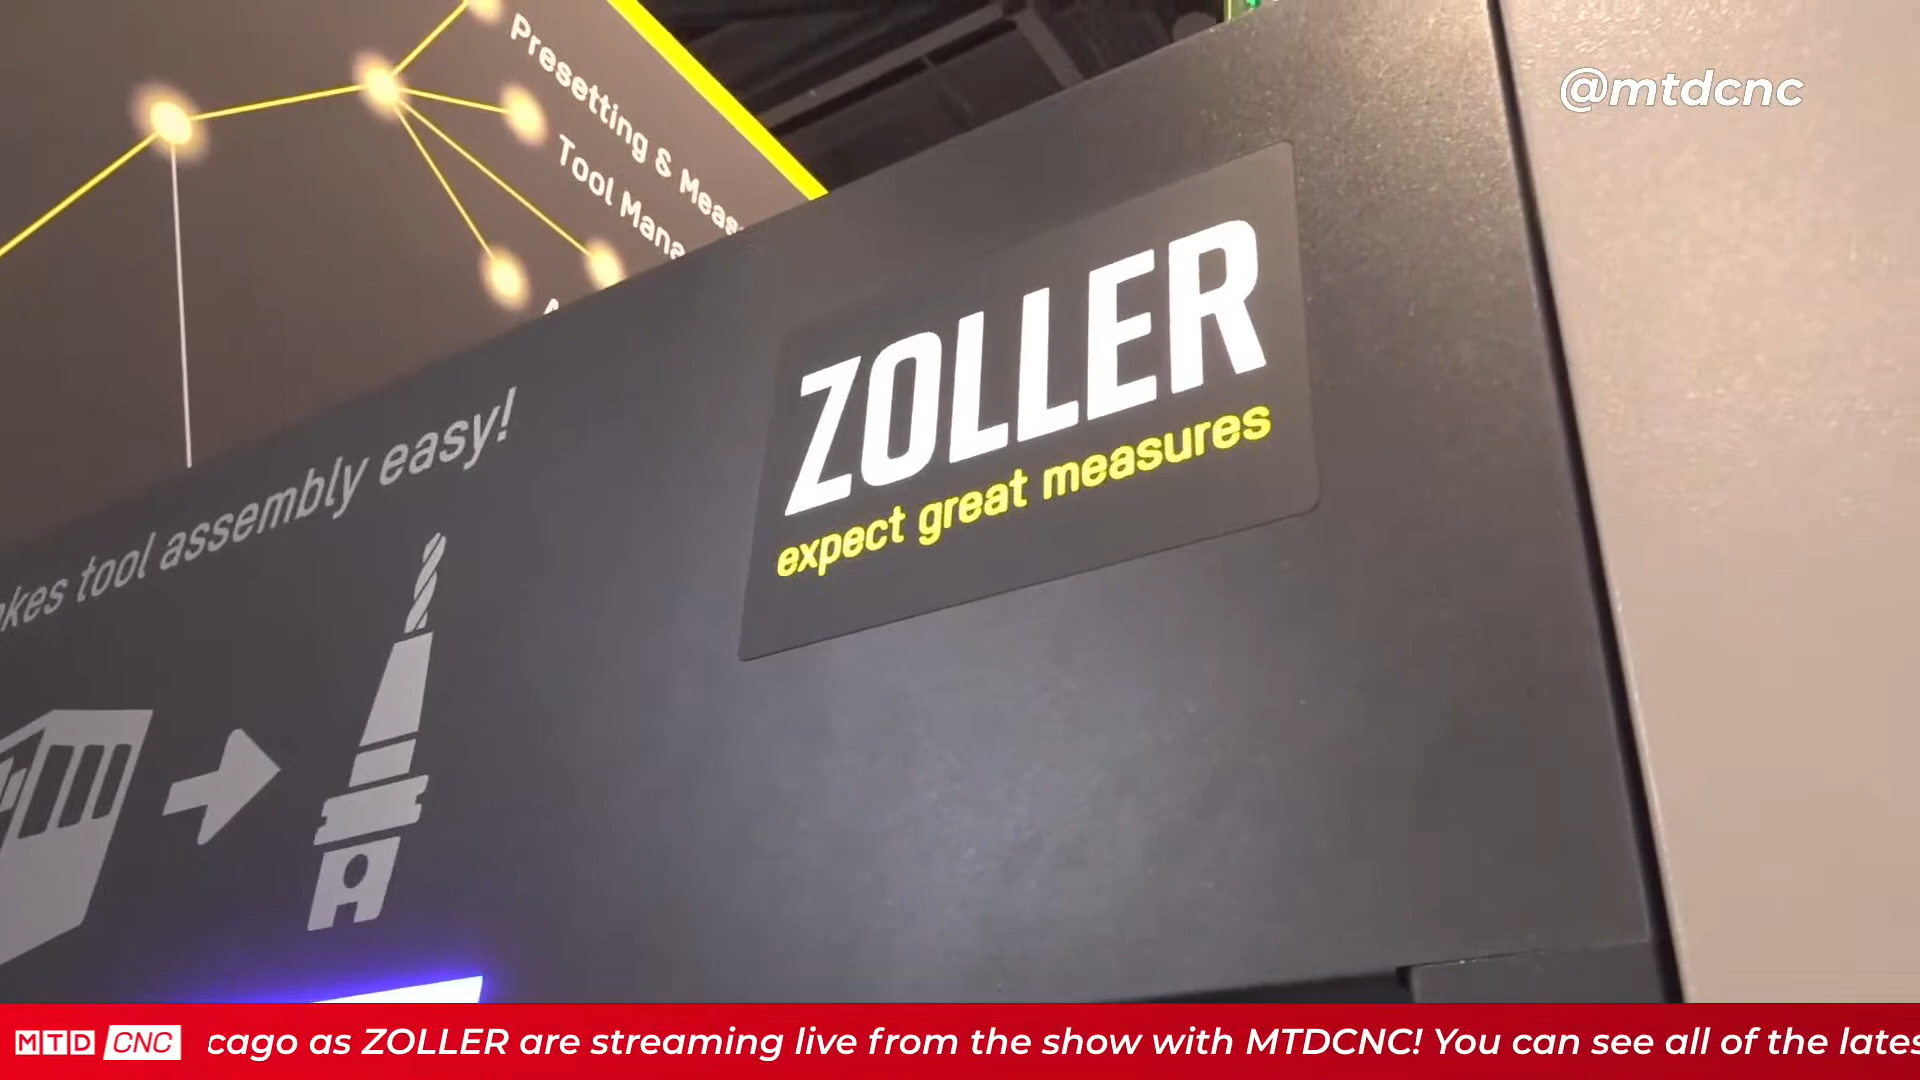 Presetting & Meas
Tool Mana
@mtdcnc
ZOLLER
expect great measures
akes tool assembly easy!
MTD CNC
cago as ZOLLER are streaming live from the show with MTDCNC! You can see all of the lates